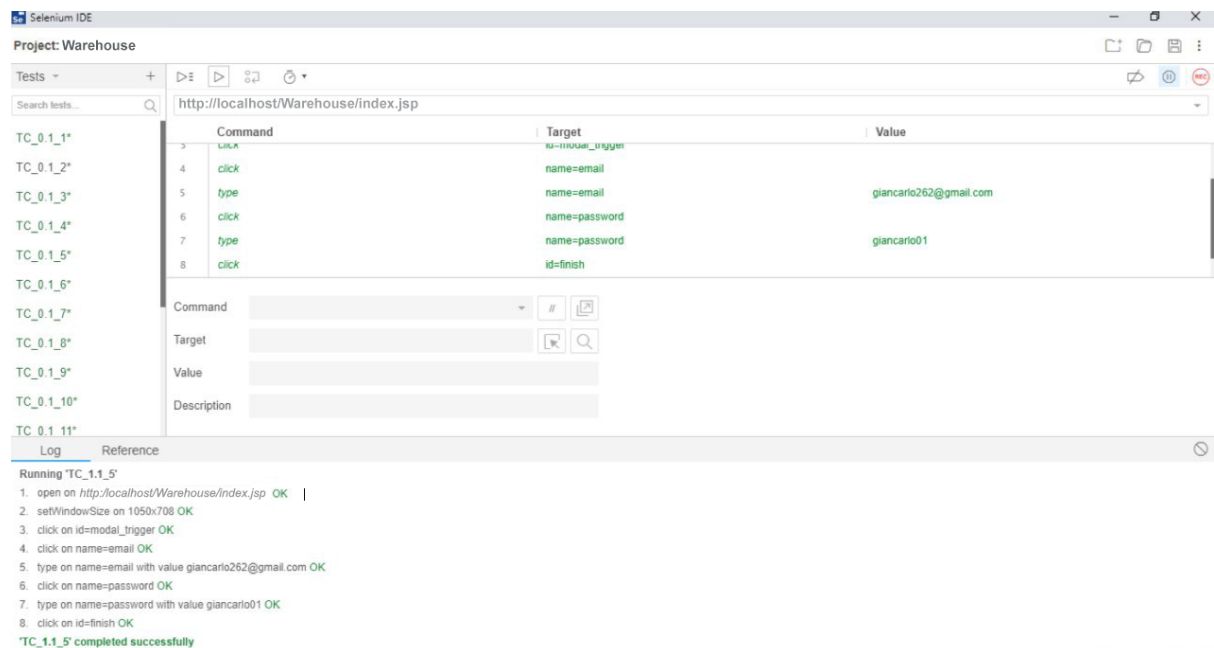 Se Selenium IDE
Project: Warehouse
Tests
Search tests...
TC_0.1_1*
TC_0.1_2*
TC_0.1_3*
TC_0.1_4*
TC_0.1_5*
TC_0.1_6*
TC_0.1_7*
TC_0.1_8*
TC_0.1_9*
TC_0.1_10*
TC_0.1_11*
REC
http://localhost/Warehouse/index.jsp
Command Target Value
3 click id=modal_trigger
4 click name=email
5 type name=email giancarlo262@gmail.com
6 click name=password
7 type name=password giancarlo01
8 click id=finish
Command //
Target
Value
Description
Log Reference
Running 'TC_1.1_5'
1. open on http:/localhost/Warehouse/index.jsp OK
2. setWindowSize on 1050x708 OK
3. click on id=modal_trigger OK
4. click on name=email OK
5. type on name=email with value giancarlo262@gmail.com OK
6. click on name=password OK
7. type on name=password with value giancarlo01 OK
8. click on id=finish OK
'TC_1.1_5' completed successfully